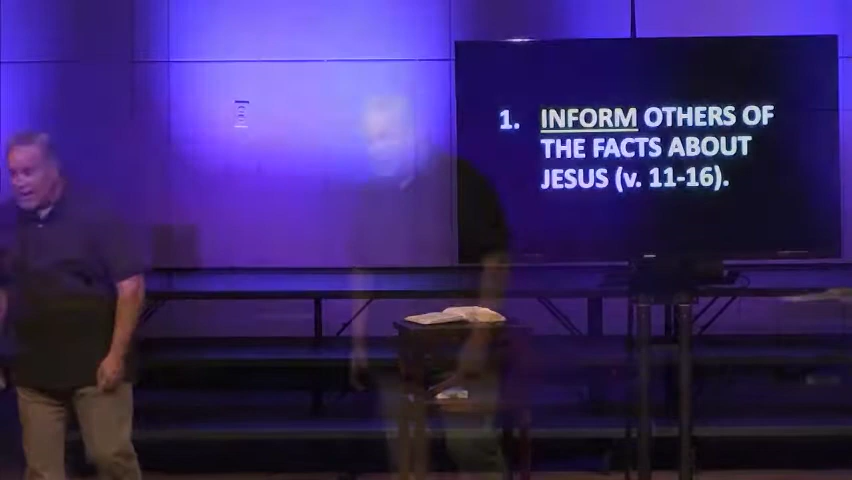 1. INFORM OTHERS OF
THE FACTS ABOUT
JESUS (v. 11-16).